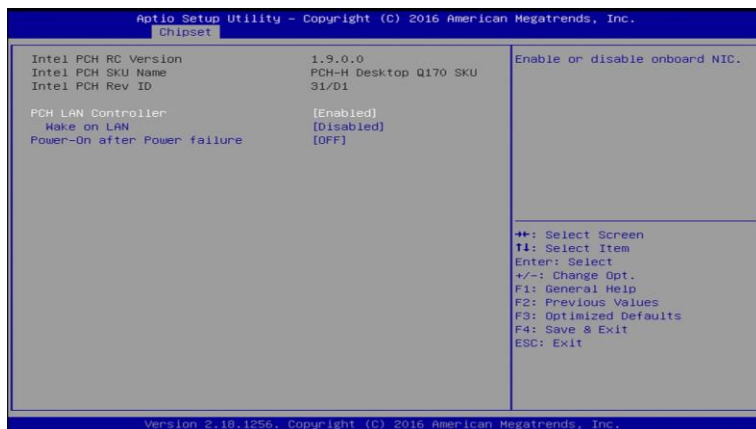 Aptio Setup Utility – Copyright (C) 2016 American Megatrends, Inc.
Chipset
Intel PCH RC Version 1.9.0.0
Intel PCH SKU Name PCH-H Desktop Q170 SKU
Intel PCH Rev ID 31/D1
PCH LAN Controller [Enabled]
Wake on LAN [Disabled]
Power-On after Power failure [OFF]
Enable or disable onboard NIC.
→←: Select Screen
↑↓: Select Item
Enter: Select
+/-: Change Opt.
F1: General Help
F2: Previous Values
F3: Optimized Defaults
F4: Save & Exit
ESC: Exit
Version 2.18.1256. Copyright (C) 2016 American Megatrends, Inc.